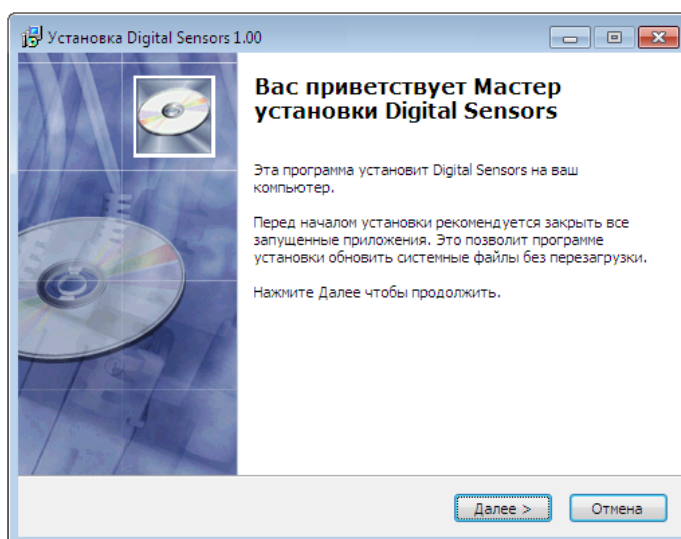 Установка Digital Sensors 1.00
Вас приветствует Мастер
установки Digital Sensors
Эта программа установит Digital Sensors на ваш
компьютер.
Перед началом установки рекомендуется закрыть все
запущенные приложения. Это позволит программе
установки обновить системные файлы без перезагрузки.
Нажмите Далее чтобы продолжить.
Далее >
Отмена